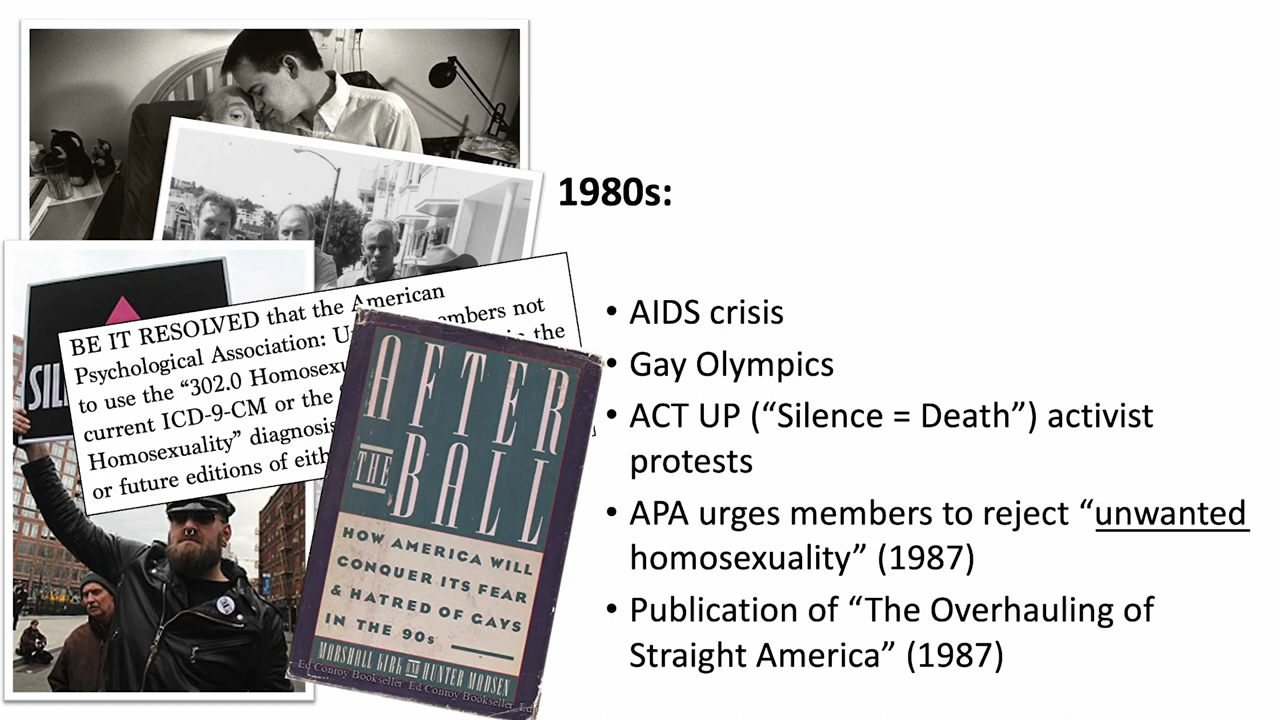 1980s:
• AIDS crisis
• Gay Olympics
• ACT UP (“Silence = Death”) activist
protests
• APA urges members to reject “unwanted
homosexuality” (1987)
• Publication of “The Overhauling of
Straight America” (1987)
SIL
BE IT RESOLVED that the American
Psychological Association: mbers not
to use the “302.0 Homosexu in the
current ICD-9-CM or the
Homosexuality” diagnosis
or future editions of eith
AFTER
THE
BALL
HOW AMERICA WILL
CONQUER ITS FEAR
& HATRED OF GAYS
IN THE 90s
MARSHALL KIRK AND HUNTER MADSEN
Ed Conroy Bookseller Ed Conroy Bookseller Ed